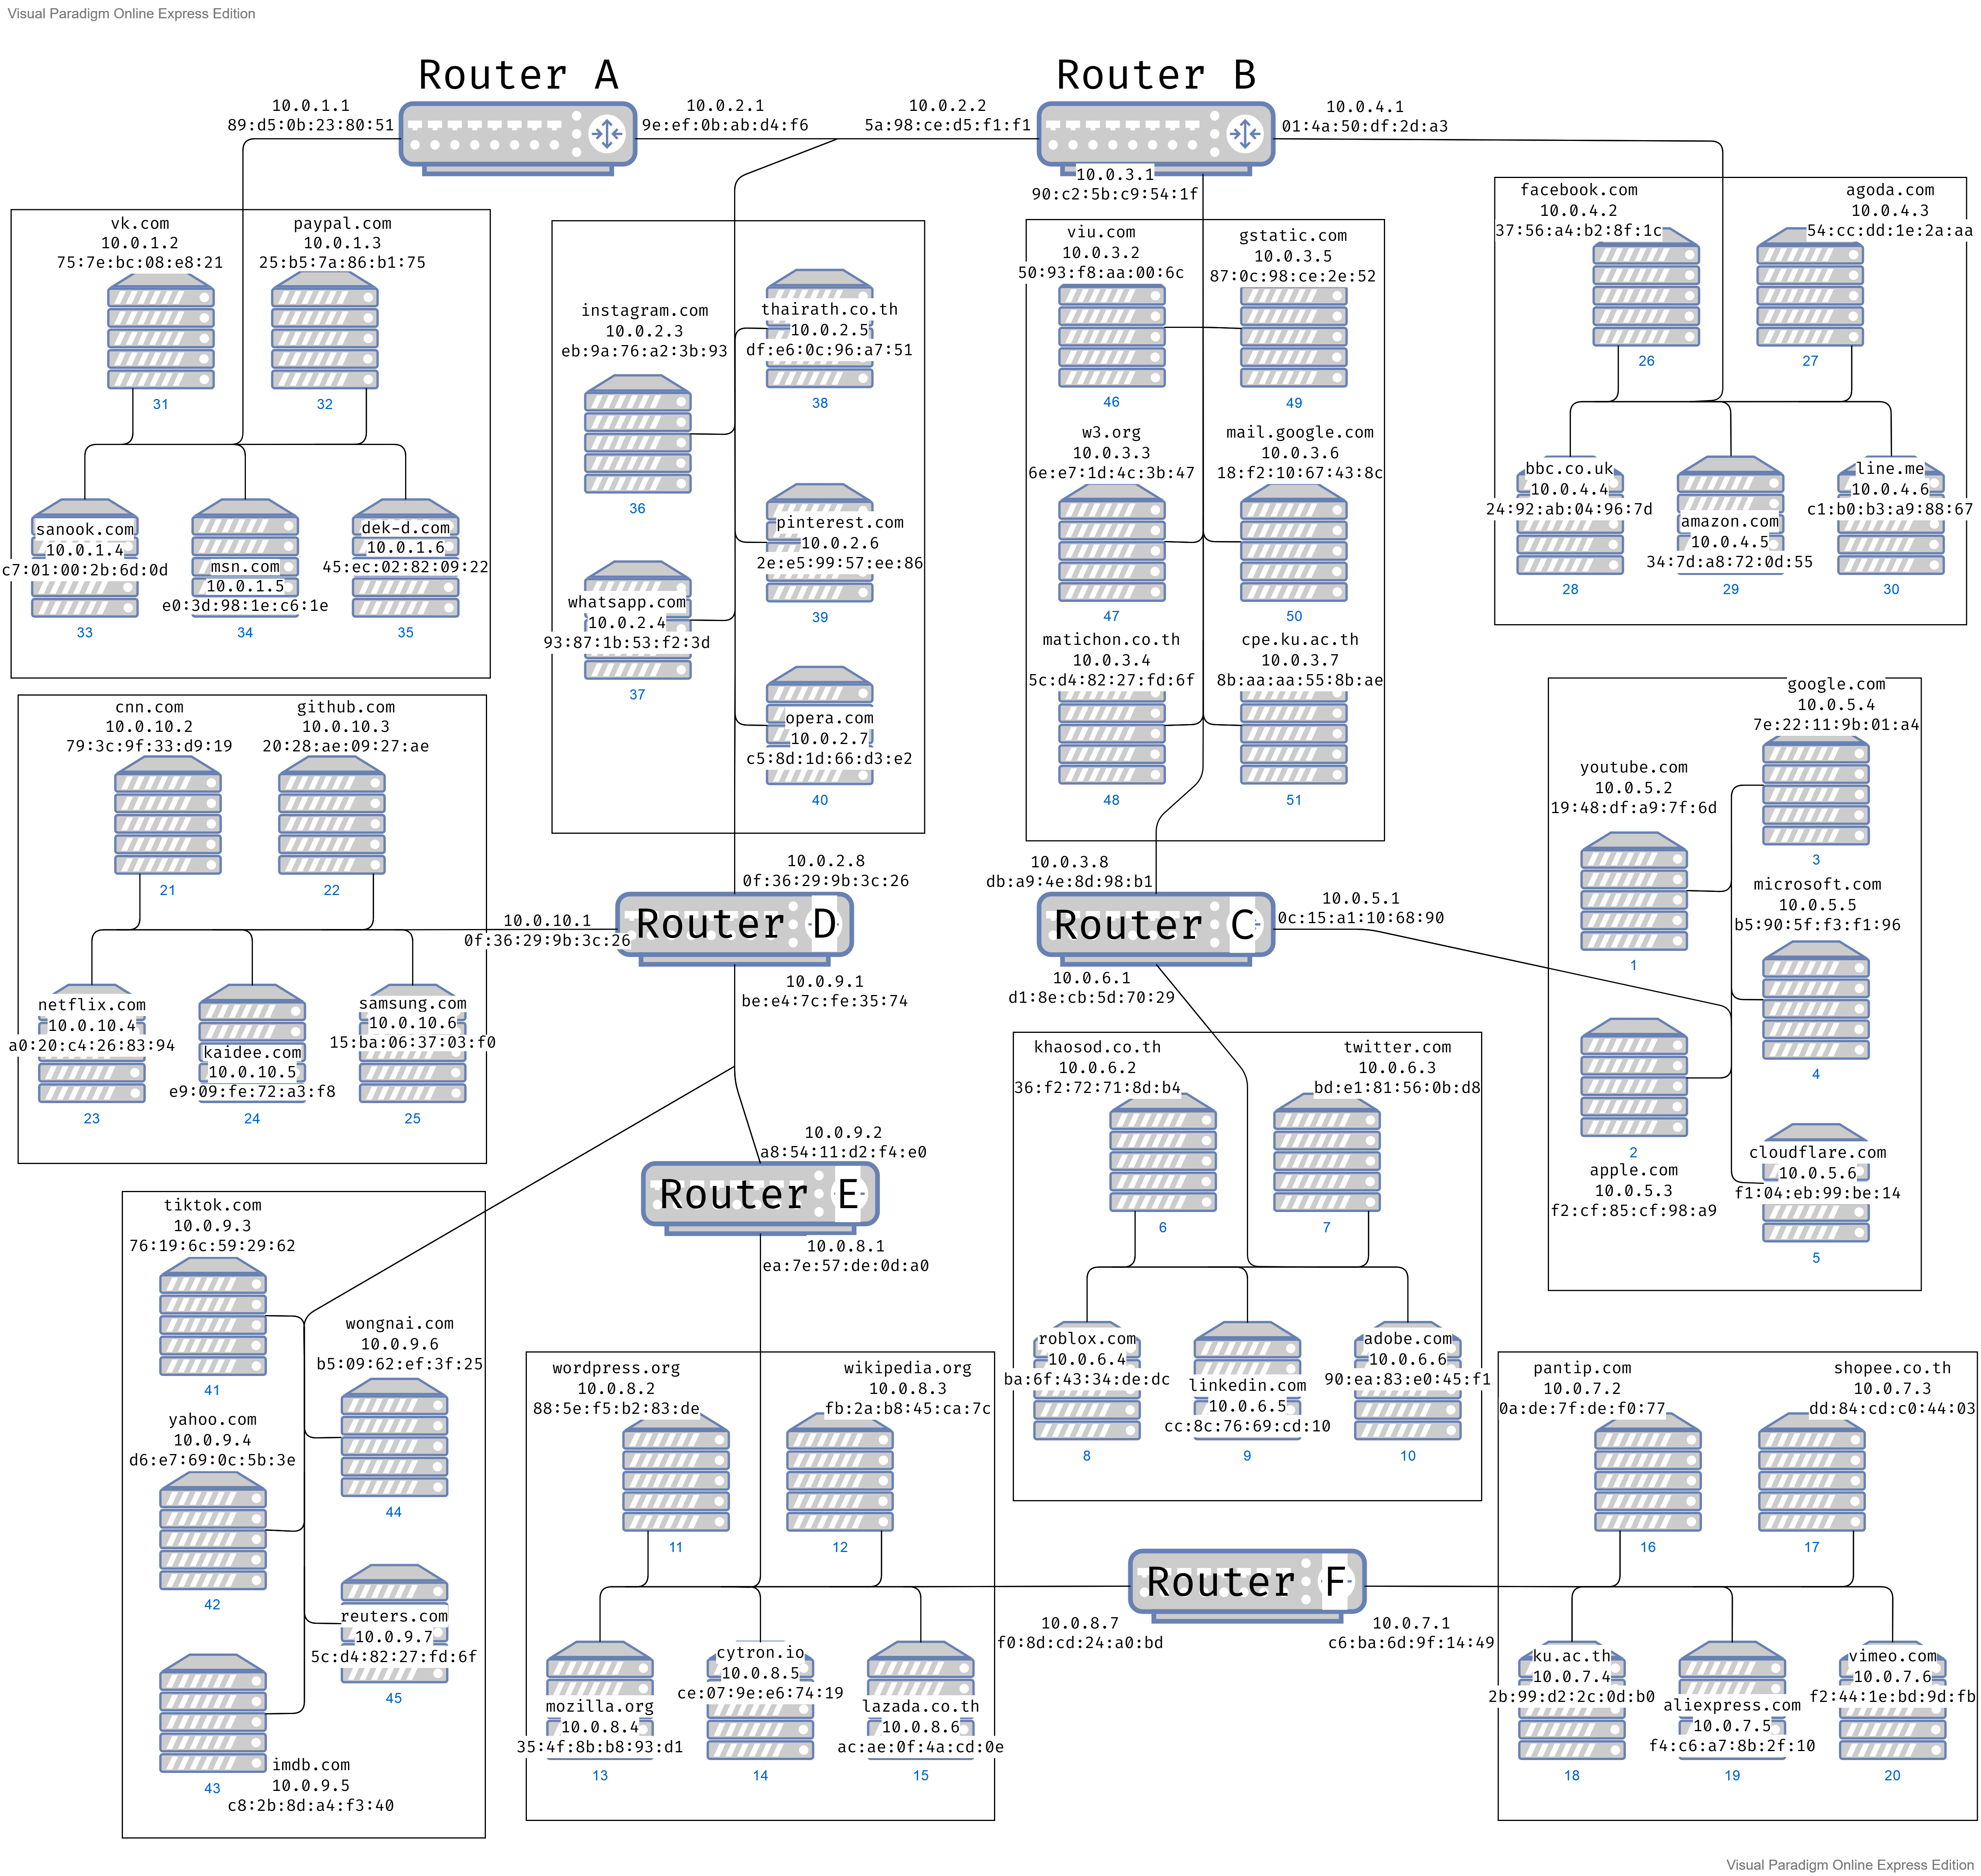 Visual Paradigm Online Express Edition
Router A
Router B
10.0.1.1
89:d5:0b:23:80:51
10.0.2.1
9e:ef:0b:ab:d4:f6
10.0.2.2
5a:98:ce:d5:f1:f1
10.0.4.1
01:4a:50:df:2d:a3
10.0.3.1
90:c2:5b:c9:54:1f
vk.com
10.0.1.2
75:7e:bc:08:e8:21
31
paypal.com
10.0.1.3
25:b5:7a:86:b1:75
32
sanook.com
10.0.1.4
c7:01:00:2b:6d:0d
33
msn.com
10.0.1.5
e0:3d:98:1e:c6:1e
34
dek-d.com
10.0.1.6
45:ec:02:82:09:22
35
instagram.com
10.0.2.3
eb:9a:76:a2:3b:93
36
thairath.co.th
10.0.2.5
df:e6:0c:96:a7:51
38
pinterest.com
10.0.2.6
2e:e5:99:57:ee:86
39
whatsapp.com
10.0.2.4
93:87:1b:53:f2:3d
37
opera.com
10.0.2.7
c5:8d:1d:66:d3:e2
40
viu.com
10.0.3.2
50:93:f8:aa:00:6c
46
gstatic.com
10.0.3.5
87:0c:98:ce:2e:52
49
w3.org
10.0.3.3
6e:e7:1d:4c:3b:47
47
mail.google.com
10.0.3.6
18:f2:10:67:43:8c
50
matichon.co.th
10.0.3.4
5c:d4:82:27:fd:6f
48
cpe.ku.ac.th
10.0.3.7
8b:aa:aa:55:8b:ae
51
facebook.com
10.0.4.2
37:56:a4:b2:8f:1c
26
agoda.com
10.0.4.3
54:cc:dd:1e:2a:aa
27
bbc.co.uk
10.0.4.4
24:92:ab:04:96:7d
28
amazon.com
10.0.4.5
34:7d:a8:72:0d:55
29
line.me
10.0.4.6
c1:b0:b3:a9:88:67
30
cnn.com
10.0.10.2
79:3c:9f:33:d9:19
21
github.com
10.0.10.3
20:28:ae:09:27:ae
22
netflix.com
10.0.10.4
a0:20:c4:26:83:94
23
kaidee.com
10.0.10.5
e9:09:fe:72:a3:f8
24
samsung.com
10.0.10.6
15:ba:06:37:03:f0
25
10.0.2.8
0f:36:29:9b:3c:26
10.0.10.1
0f:36:29:9b:3c:26
Router D
10.0.9.1
be:e4:7c:fe:35:74
10.0.3.8
db:a9:4e:8d:98:b1
Router C
10.0.5.1
0c:15:a1:10:68:90
10.0.6.1
d1:8e:cb:5d:70:29
google.com
10.0.5.4
7e:22:11:9b:01:a4
3
youtube.com
10.0.5.2
19:48:df:a9:7f:6d
1
microsoft.com
10.0.5.5
b5:90:5f:f3:f1:96
4
2
apple.com
10.0.5.3
f2:cf:85:cf:98:a9
cloudflare.com
10.0.5.6
f1:04:eb:99:be:14
5
10.0.9.2
a8:54:11:d2:f4:e0
Router E
10.0.8.1
ea:7e:57:de:0d:a0
khaosod.co.th
10.0.6.2
36:f2:72:71:8d:b4
6
twitter.com
10.0.6.3
bd:e1:81:56:0b:d8
7
roblox.com
10.0.6.4
ba:6f:43:34:de:dc
8
linkedin.com
10.0.6.5
cc:8c:76:69:cd:10
9
adobe.com
10.0.6.6
90:ea:83:e0:45:f1
10
tiktok.com
10.0.9.3
76:19:6c:59:29:62
41
wongnai.com
10.0.9.6
b5:09:62:ef:3f:25
44
yahoo.com
10.0.9.4
d6:e7:69:0c:5b:3e
42
reuters.com
10.0.9.7
5c:d4:82:27:fd:6f
45
43
imdb.com
10.0.9.5
c8:2b:8d:a4:f3:40
wordpress.org
10.0.8.2
88:5e:f5:b2:83:de
11
wikipedia.org
10.0.8.3
fb:2a:b8:45:ca:7c
12
mozilla.org
10.0.8.4
35:4f:8b:b8:93:d1
13
cytron.io
10.0.8.5
ce:07:9e:e6:74:19
14
lazada.co.th
10.0.8.6
ac:ae:0f:4a:cd:0e
15
Router F
10.0.8.7
f0:8d:cd:24:a0:bd
10.0.7.1
c6:ba:6d:9f:14:49
pantip.com
10.0.7.2
0a:de:7f:de:f0:77
16
shopee.co.th
10.0.7.3
dd:84:cd:c0:44:03
17
ku.ac.th
10.0.7.4
2b:99:d2:2c:0d:b0
18
aliexpress.com
10.0.7.5
f4:c6:a7:8b:2f:10
19
vimeo.com
10.0.7.6
f2:44:1e:bd:9d:fb
20
Visual Paradigm Online Express Edition